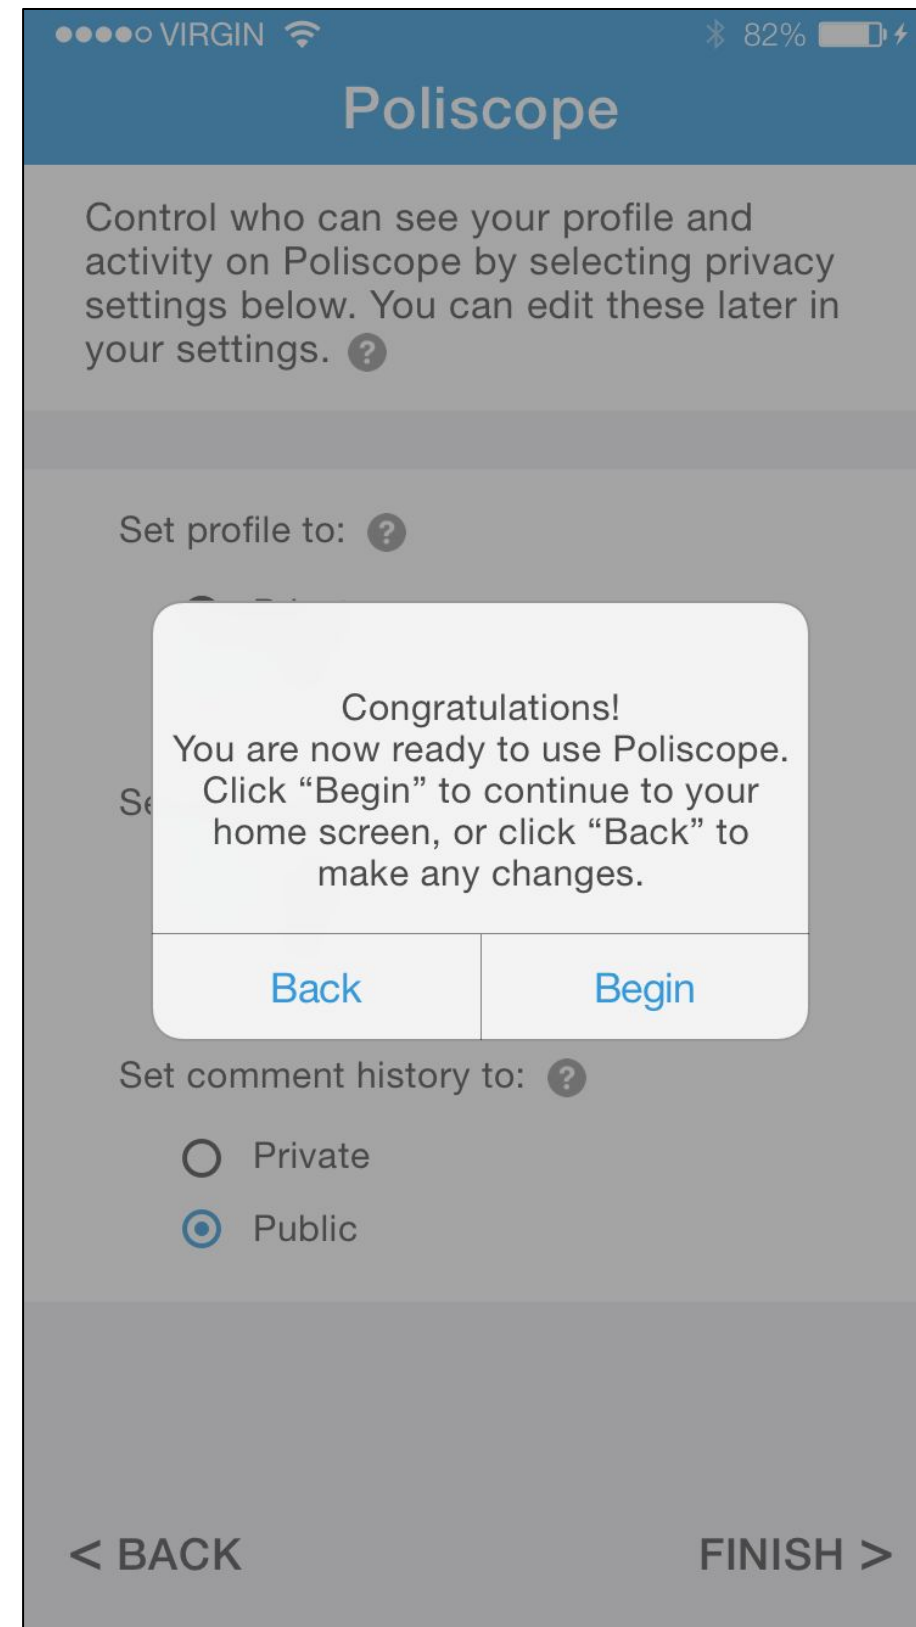 VIRGIN 82%
Poliscope
Control who can see your profile and
activity on Poliscope by selecting privacy
settings below. You can edit these later in
your settings. ?
Set profile to: ?
Congratulations!
You are now ready to use Poliscope.
Click “Begin” to continue to your
home screen, or click “Back” to
make any changes.
Back Begin
Set comment history to: ?
Private
Public
< BACK FINISH >